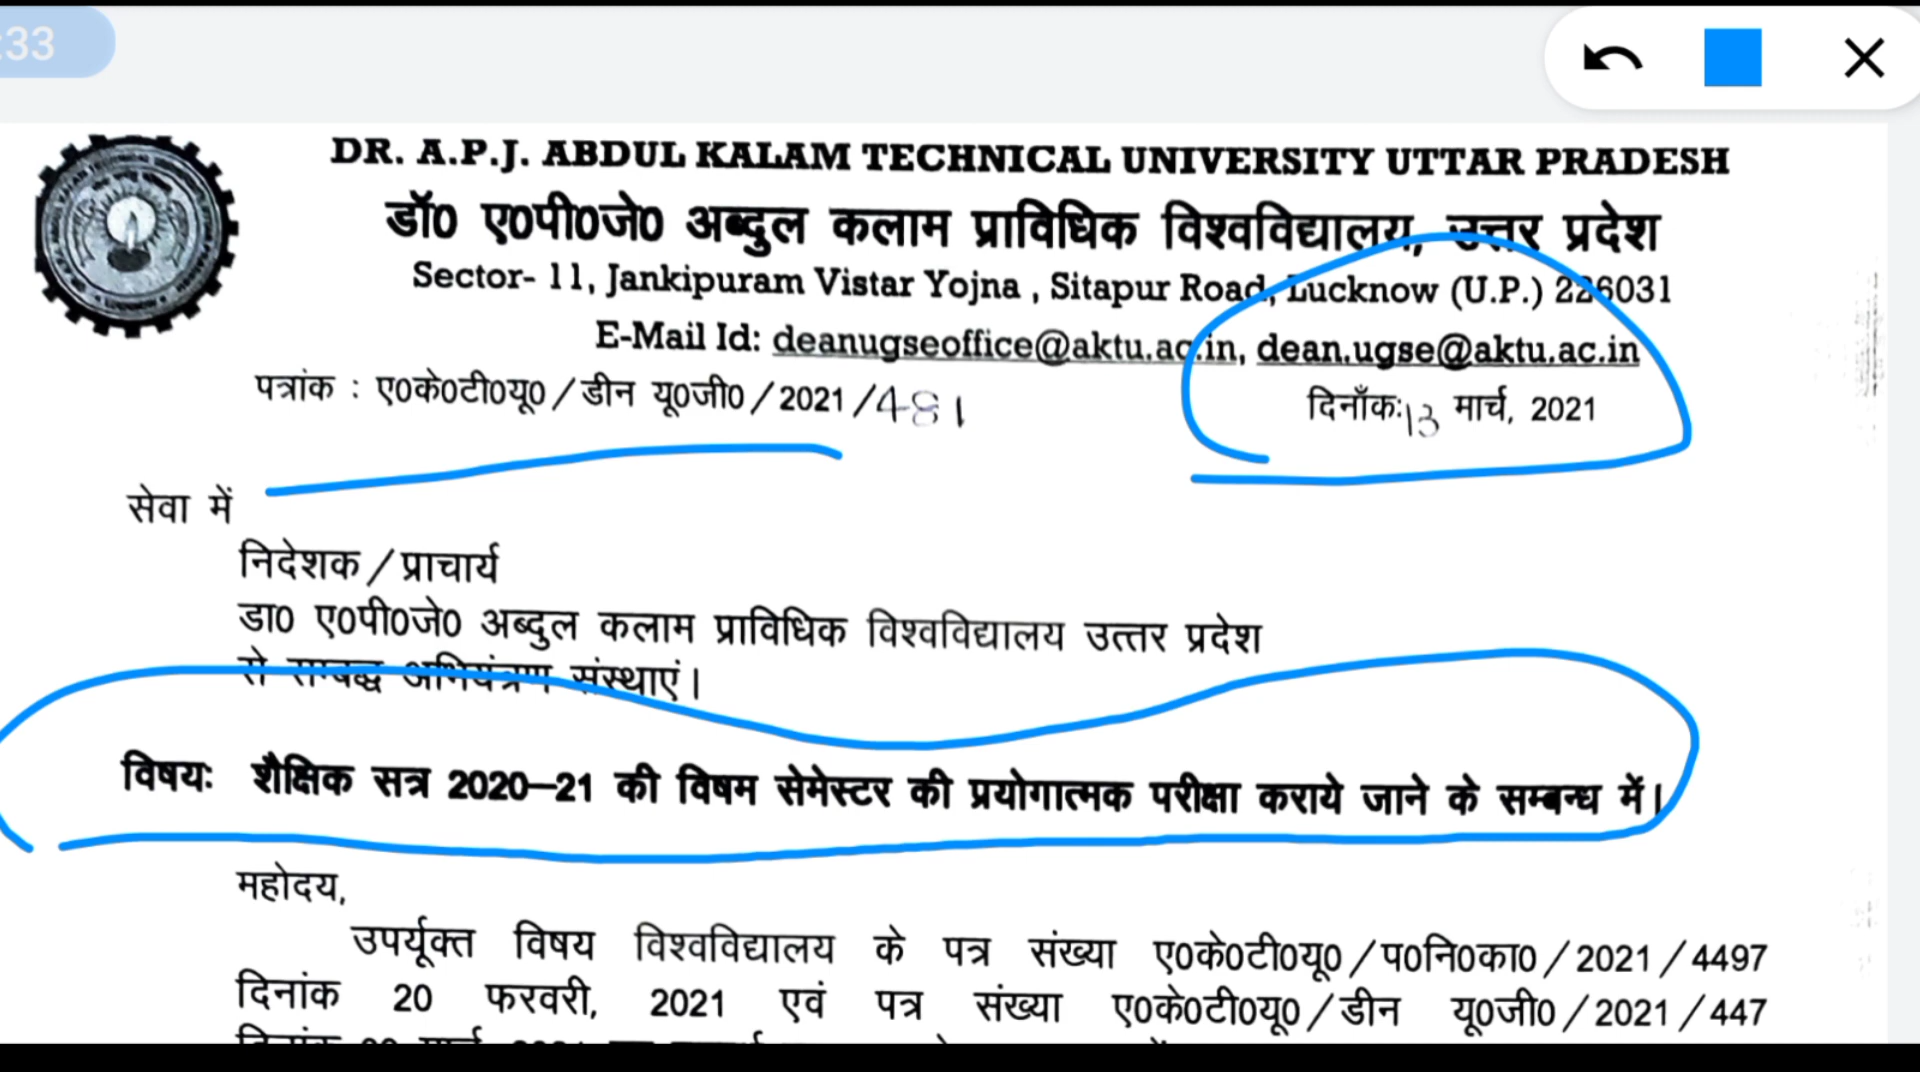 :33
DR. A.P.J. ABDUL KALAM TECHNICAL UNIVERSITY UTTAR PRADESH
डॉ0 ए0पी0जे0 अब्दुल कलाम प्राविधिक विश्वविद्यालय, उत्तर प्रदेश
Sector- 11, Jankipuram Vistar Yojna , Sitapur Road, Lucknow (U.P.) 226031
E-Mail Id: deanugseoffice@aktu.ac.in, dean.ugse@aktu.ac.in
पत्रांक : ए0के0टी0यू0/डीन यू0जी0/2021/481 दिनाँक:13 मार्च, 2021
सेवा में
निदेशक/प्राचार्य
डा0 ए0पी0जे0 अब्दुल कलाम प्राविधिक विश्वविद्यालय उत्तर प्रदेश
से सम्बद्ध अभियंत्रण संस्थाएं।
विषयः शैक्षिक सत्र 2020–21 की विषम सेमेस्टर की प्रयोगात्मक परीक्षा कराये जाने के सम्बन्ध में।
महोदय,
उपर्यूक्त विषय विश्वविद्यालय के पत्र संख्या ए0के0टी0यू0/प0नि0का0/2021/4497
दिनांक 20 फरवरी, 2021 एवं पत्र संख्या ए0के0टी0यू0/डीन यू0जी0/2021/447